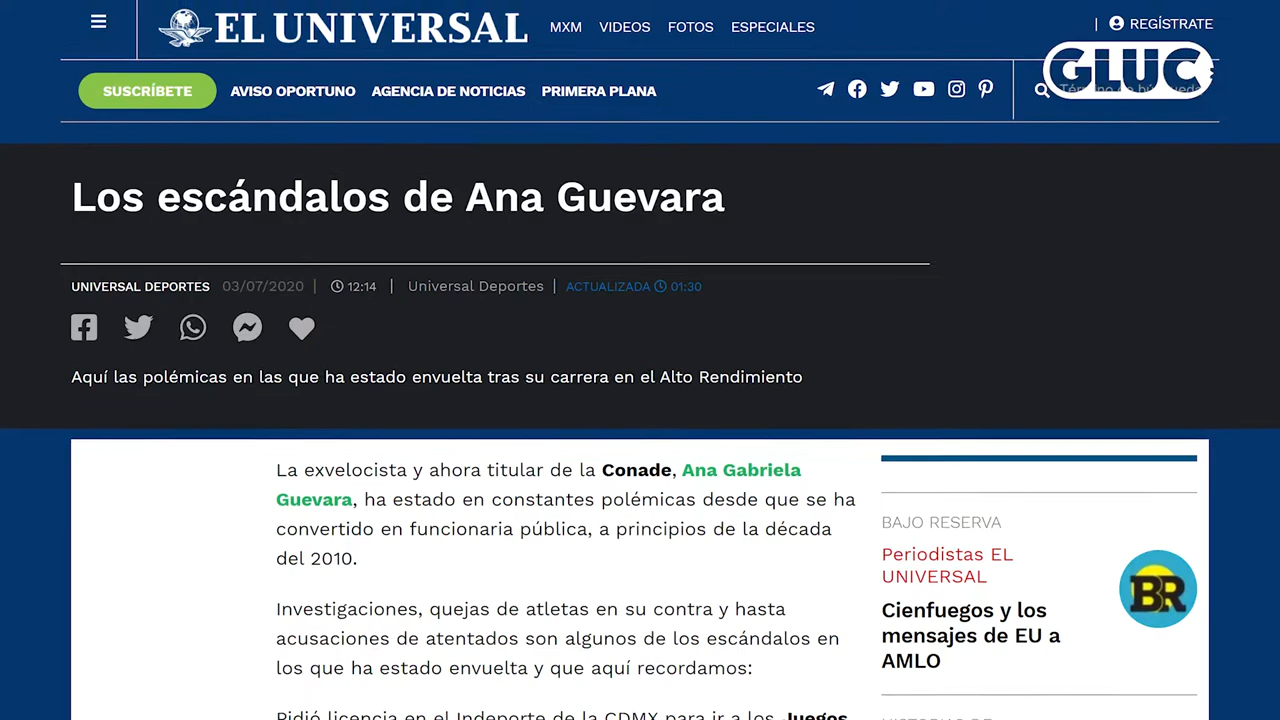 EL UNIVERSAL MXM VIDEOS FOTOS ESPECIALES | REGÍSTRATE
GLUC
SUSCRÍBETE AVISO OPORTUNO AGENCIA DE NOTICIAS PRIMERA PLANA
Los escándalos de Ana Guevara
UNIVERSAL DEPORTES 03/07/2020 | 12:14 | Universal Deportes | ACTUALIZADA 01:30
Aquí las polémicas en las que ha estado envuelta tras su carrera en el Alto Rendimiento
La exvelocista y ahora titular de la Conade, Ana Gabriela
Guevara, ha estado en constantes polémicas desde que se ha
convertido en funcionaria pública, a principios de la década
del 2010.
Investigaciones, quejas de atletas en su contra y hasta
acusaciones de atentados son algunos de los escándalos en
los que ha estado envuelta y que aquí recordamos:
Pidió licencia en el Indeporte de la CDMX para ir a los Juegos
BAJO RESERVA
Periodistas EL
UNIVERSAL
BR
Cienfuegos y los
mensajes de EU a
AMLO